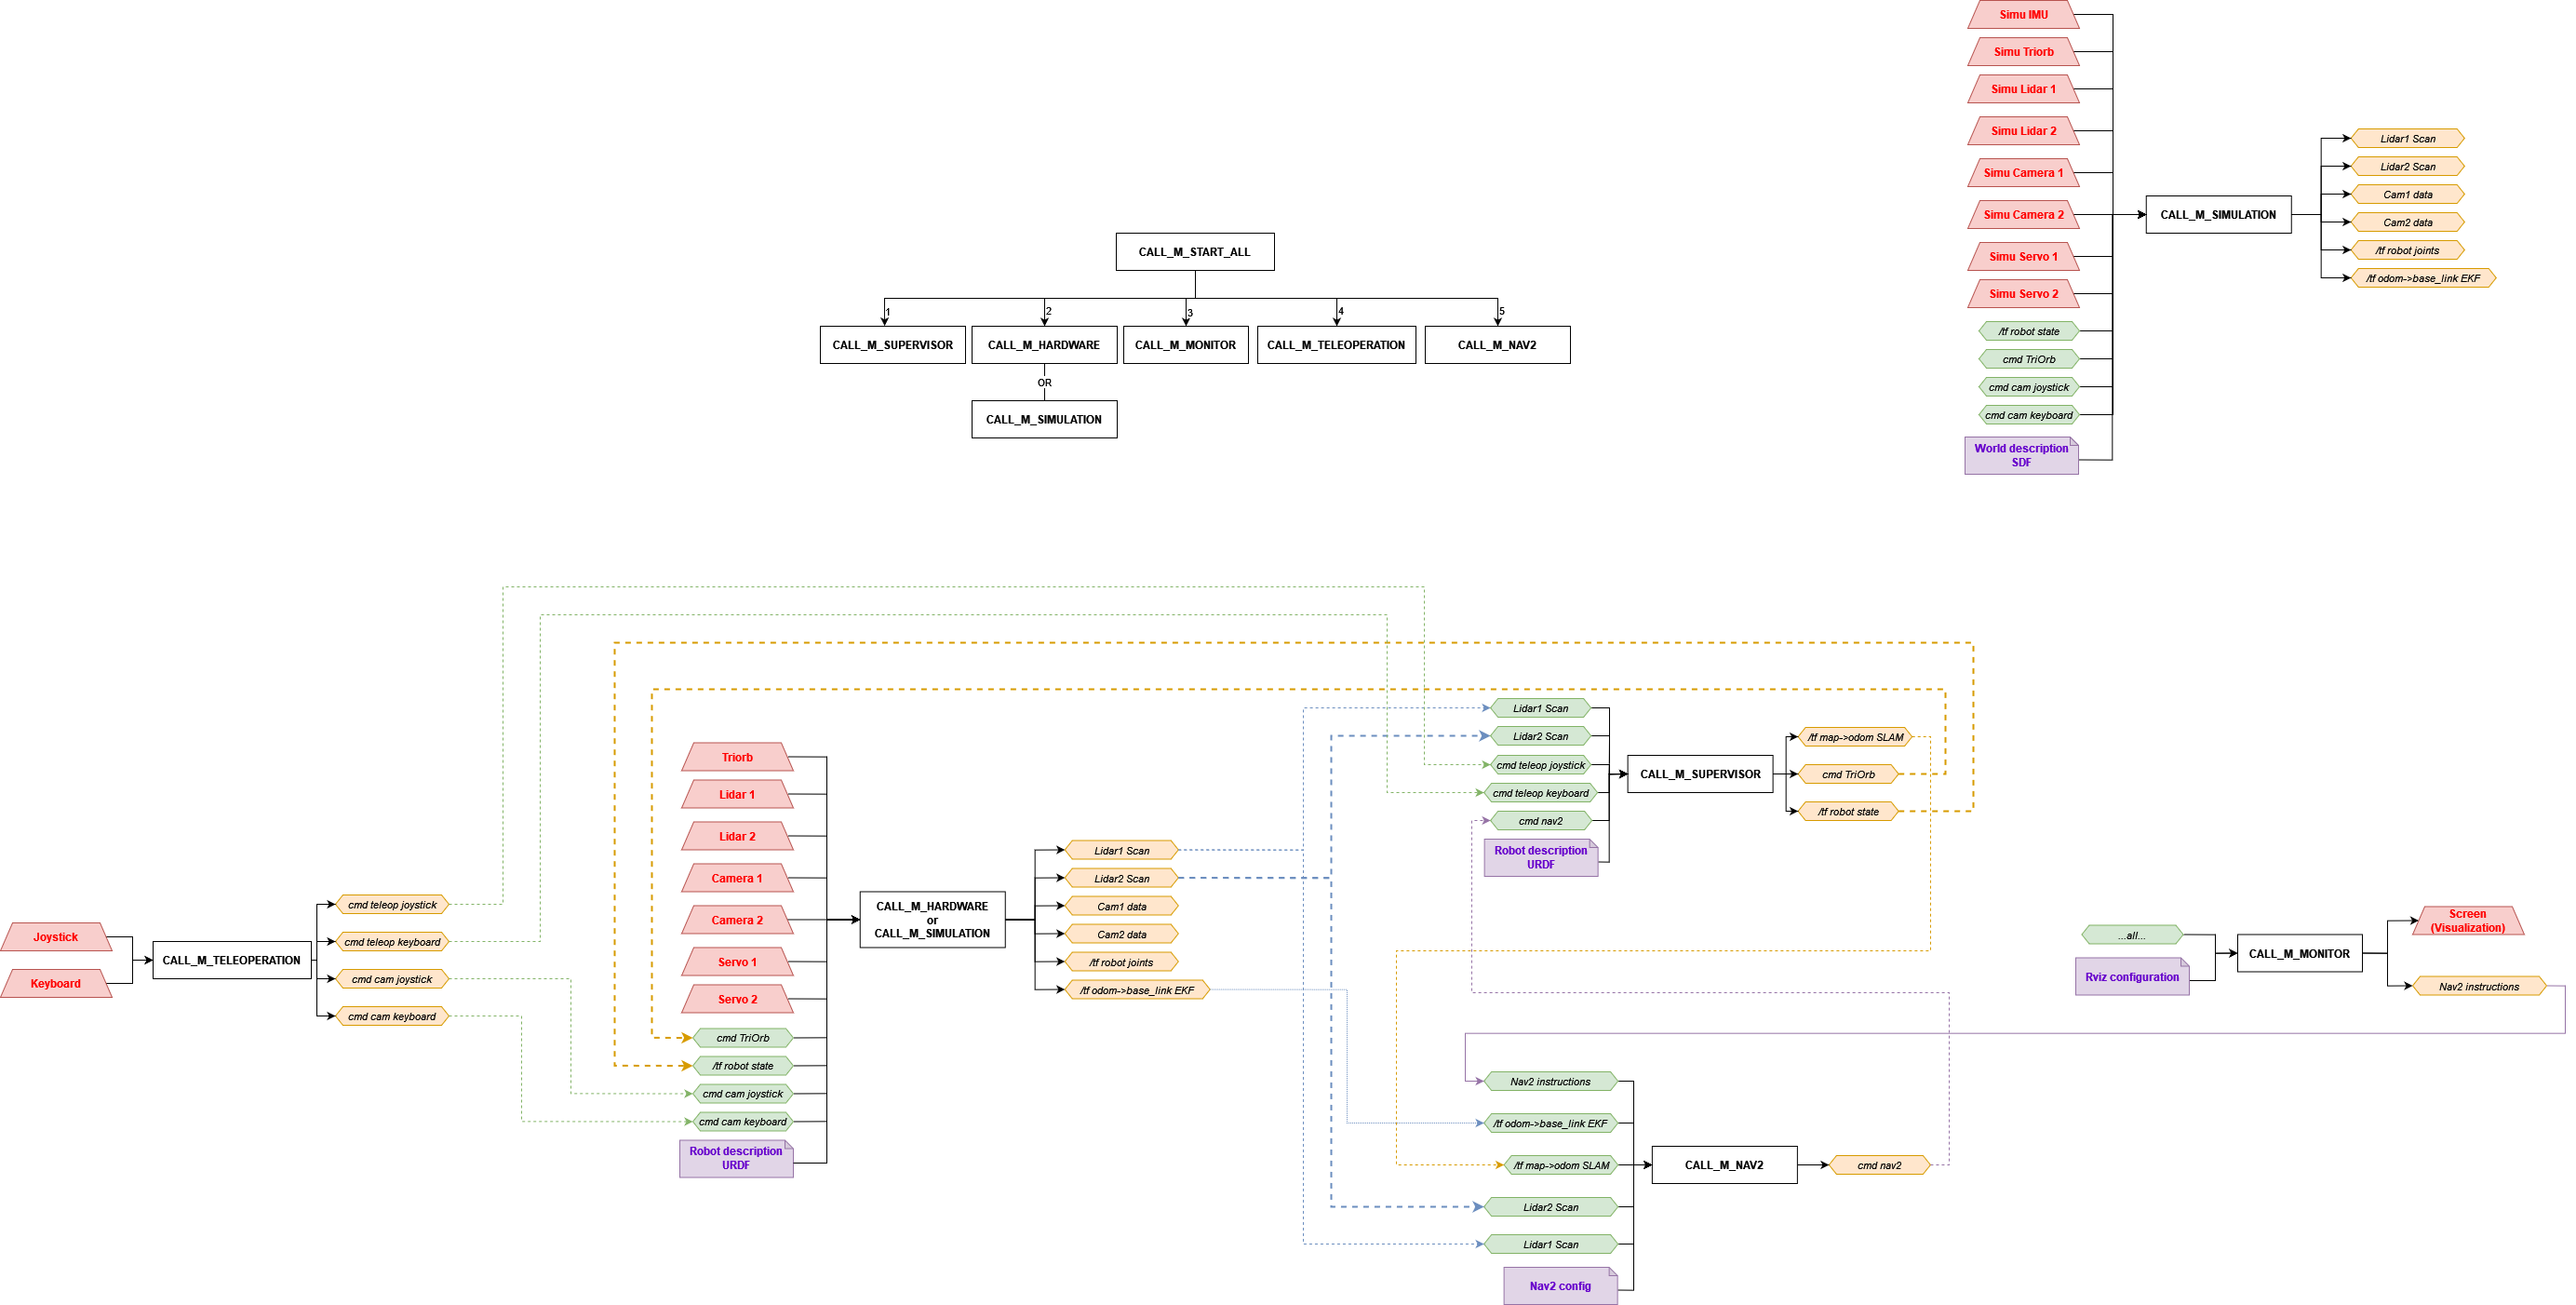 Simu IMU
Simu Triorb
Simu Lidar 1
Simu Lidar 2
Simu Camera 1
Simu Camera 2
Simu Servo 1
Simu Servo 2
/tf robot state
cmd TriOrb
cmd cam joystick
cmd cam keyboard
World description
SDF
CALL_M_SIMULATION
Lidar1 Scan
Lidar2 Scan
Cam1 data
Cam2 data
/tf robot joints
/tf odom->base_link EKF
CALL_M_START_ALL
1
2
3
4
5
CALL_M_SUPERVISOR
CALL_M_HARDWARE
CALL_M_MONITOR
CALL_M_TELEOPERATION
CALL_M_NAV2
OR
CALL_M_SIMULATION
Joystick
Keyboard
CALL_M_TELEOPERATION
cmd teleop joystick
cmd teleop keyboard
cmd cam joystick
cmd cam keyboard
Triorb
Lidar 1
Lidar 2
Camera 1
Camera 2
Servo 1
Servo 2
cmd TriOrb
/tf robot state
cmd cam joystick
cmd cam keyboard
Robot description
URDF
CALL_M_HARDWARE
or
CALL_M_SIMULATION
Lidar1 Scan
Lidar2 Scan
Cam1 data
Cam2 data
/tf robot joints
/tf odom->base_link EKF
Lidar1 Scan
Lidar2 Scan
cmd teleop joystick
cmd teleop keyboard
cmd nav2
Robot description
URDF
CALL_M_SUPERVISOR
/tf map->odom SLAM
cmd TriOrb
/tf robot state
Nav2 instructions
/tf odom->base_link EKF
/tf map->odom SLAM
Lidar2 Scan
Lidar1 Scan
Nav2 config
CALL_M_NAV2
cmd nav2
...all...
Rviz configuration
CALL_M_MONITOR
Screen
(Visualization)
Nav2 instructions